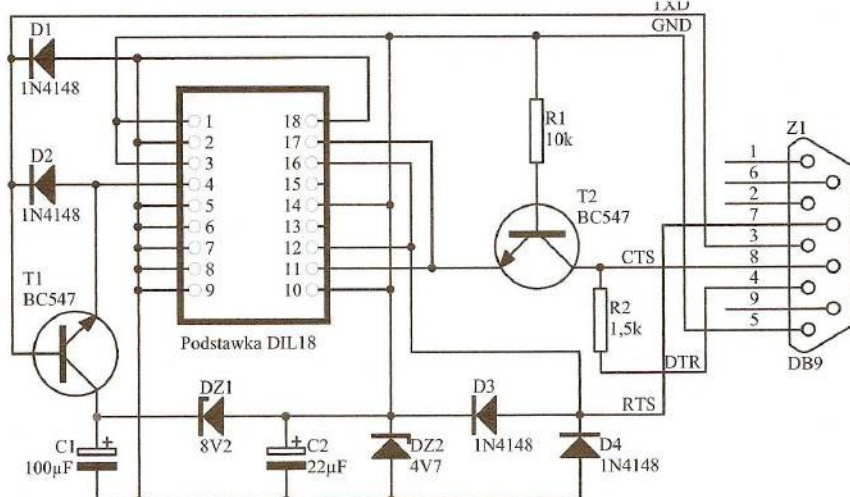 TXD
GND
D1
1N4148
D2
1N4148
T1
BC547
1
2
3
4
5
6
7
8
9
18
17
16
15
14
13
12
11
10
Podstawka DIL18
R1
10k
T2
BC547
CTS
R2
1,5k
DTR
RTS
Z1
1
6
2
7
3
8
4
9
5
DB9
DZ1
8V2
C1
+
100µF
C2
+
22µF
DZ2
4V7
D3
1N4148
D4
1N4148